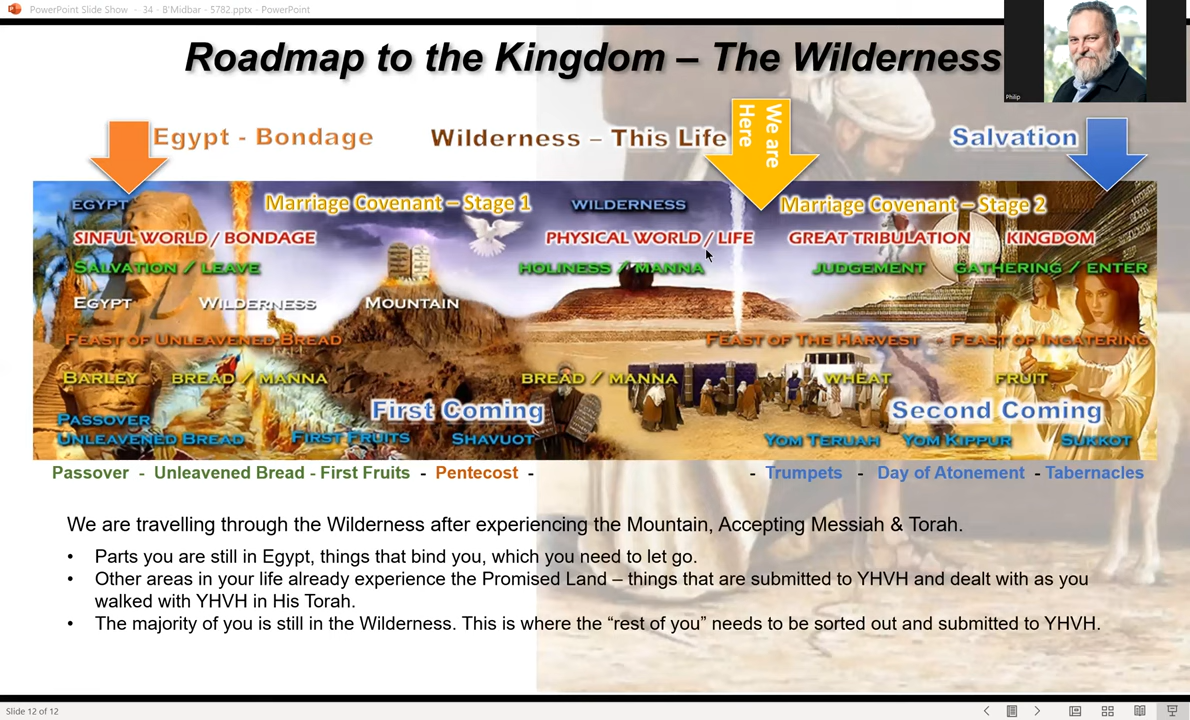 PowerPoint Slide Show - 34 - B'Midbar - 5782.pptx - PowerPoint
Roadmap to the Kingdom – The Wilderness
Philip
Egypt - Bondage
Wilderness – This Life
We are
Here
Salvation
EGYPT
Marriage Covenant – Stage 1
WILDERNESS
Marriage Covenant – Stage 2
SINFUL WORLD / BONDAGE
PHYSICAL WORLD / LIFE
GREAT TRIBULATION
KINGDOM
SALVATION / LEAVE
HOLINESS / MANNA
JUDGEMENT
GATHERING / ENTER
EGYPT
WILDERNESS
MOUNTAIN
FEAST OF UNLEAVENED BREAD
FEAST OF THE HARVEST
FEAST OF INGATERING
BARLEY
BREAD / MANNA
BREAD / MANNA
WHEAT
FRUIT
First Coming
Second Coming
PASSOVER
UNLEAVENED BREAD
FIRST FRUITS
SHAVUOT
YOM TERUAH
YOM KIPPUR
SUKKOT
Passover - Unleavened Bread - First Fruits - Pentecost - - Trumpets - Day of Atonement - Tabernacles
We are travelling through the Wilderness after experiencing the Mountain, Accepting Messiah & Torah.
• Parts you are still in Egypt, things that bind you, which you need to let go.
• Other areas in your life already experience the Promised Land – things that are submitted to YHVH and dealt with as you
walked with YHVH in His Torah.
• The majority of you is still in the Wilderness. This is where the “rest of you” needs to be sorted out and submitted to YHVH.
Slide 12 of 12